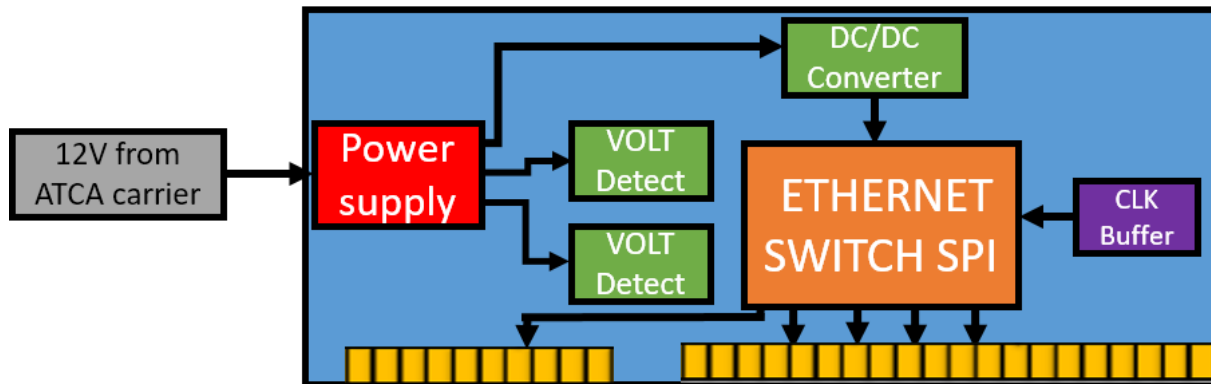 DC/DC
Converter
12V from
ATCA carrier
Power
supply
VOLT
Detect
VOLT
Detect
ETHERNET
SWITCH SPI
CLK
Buffer